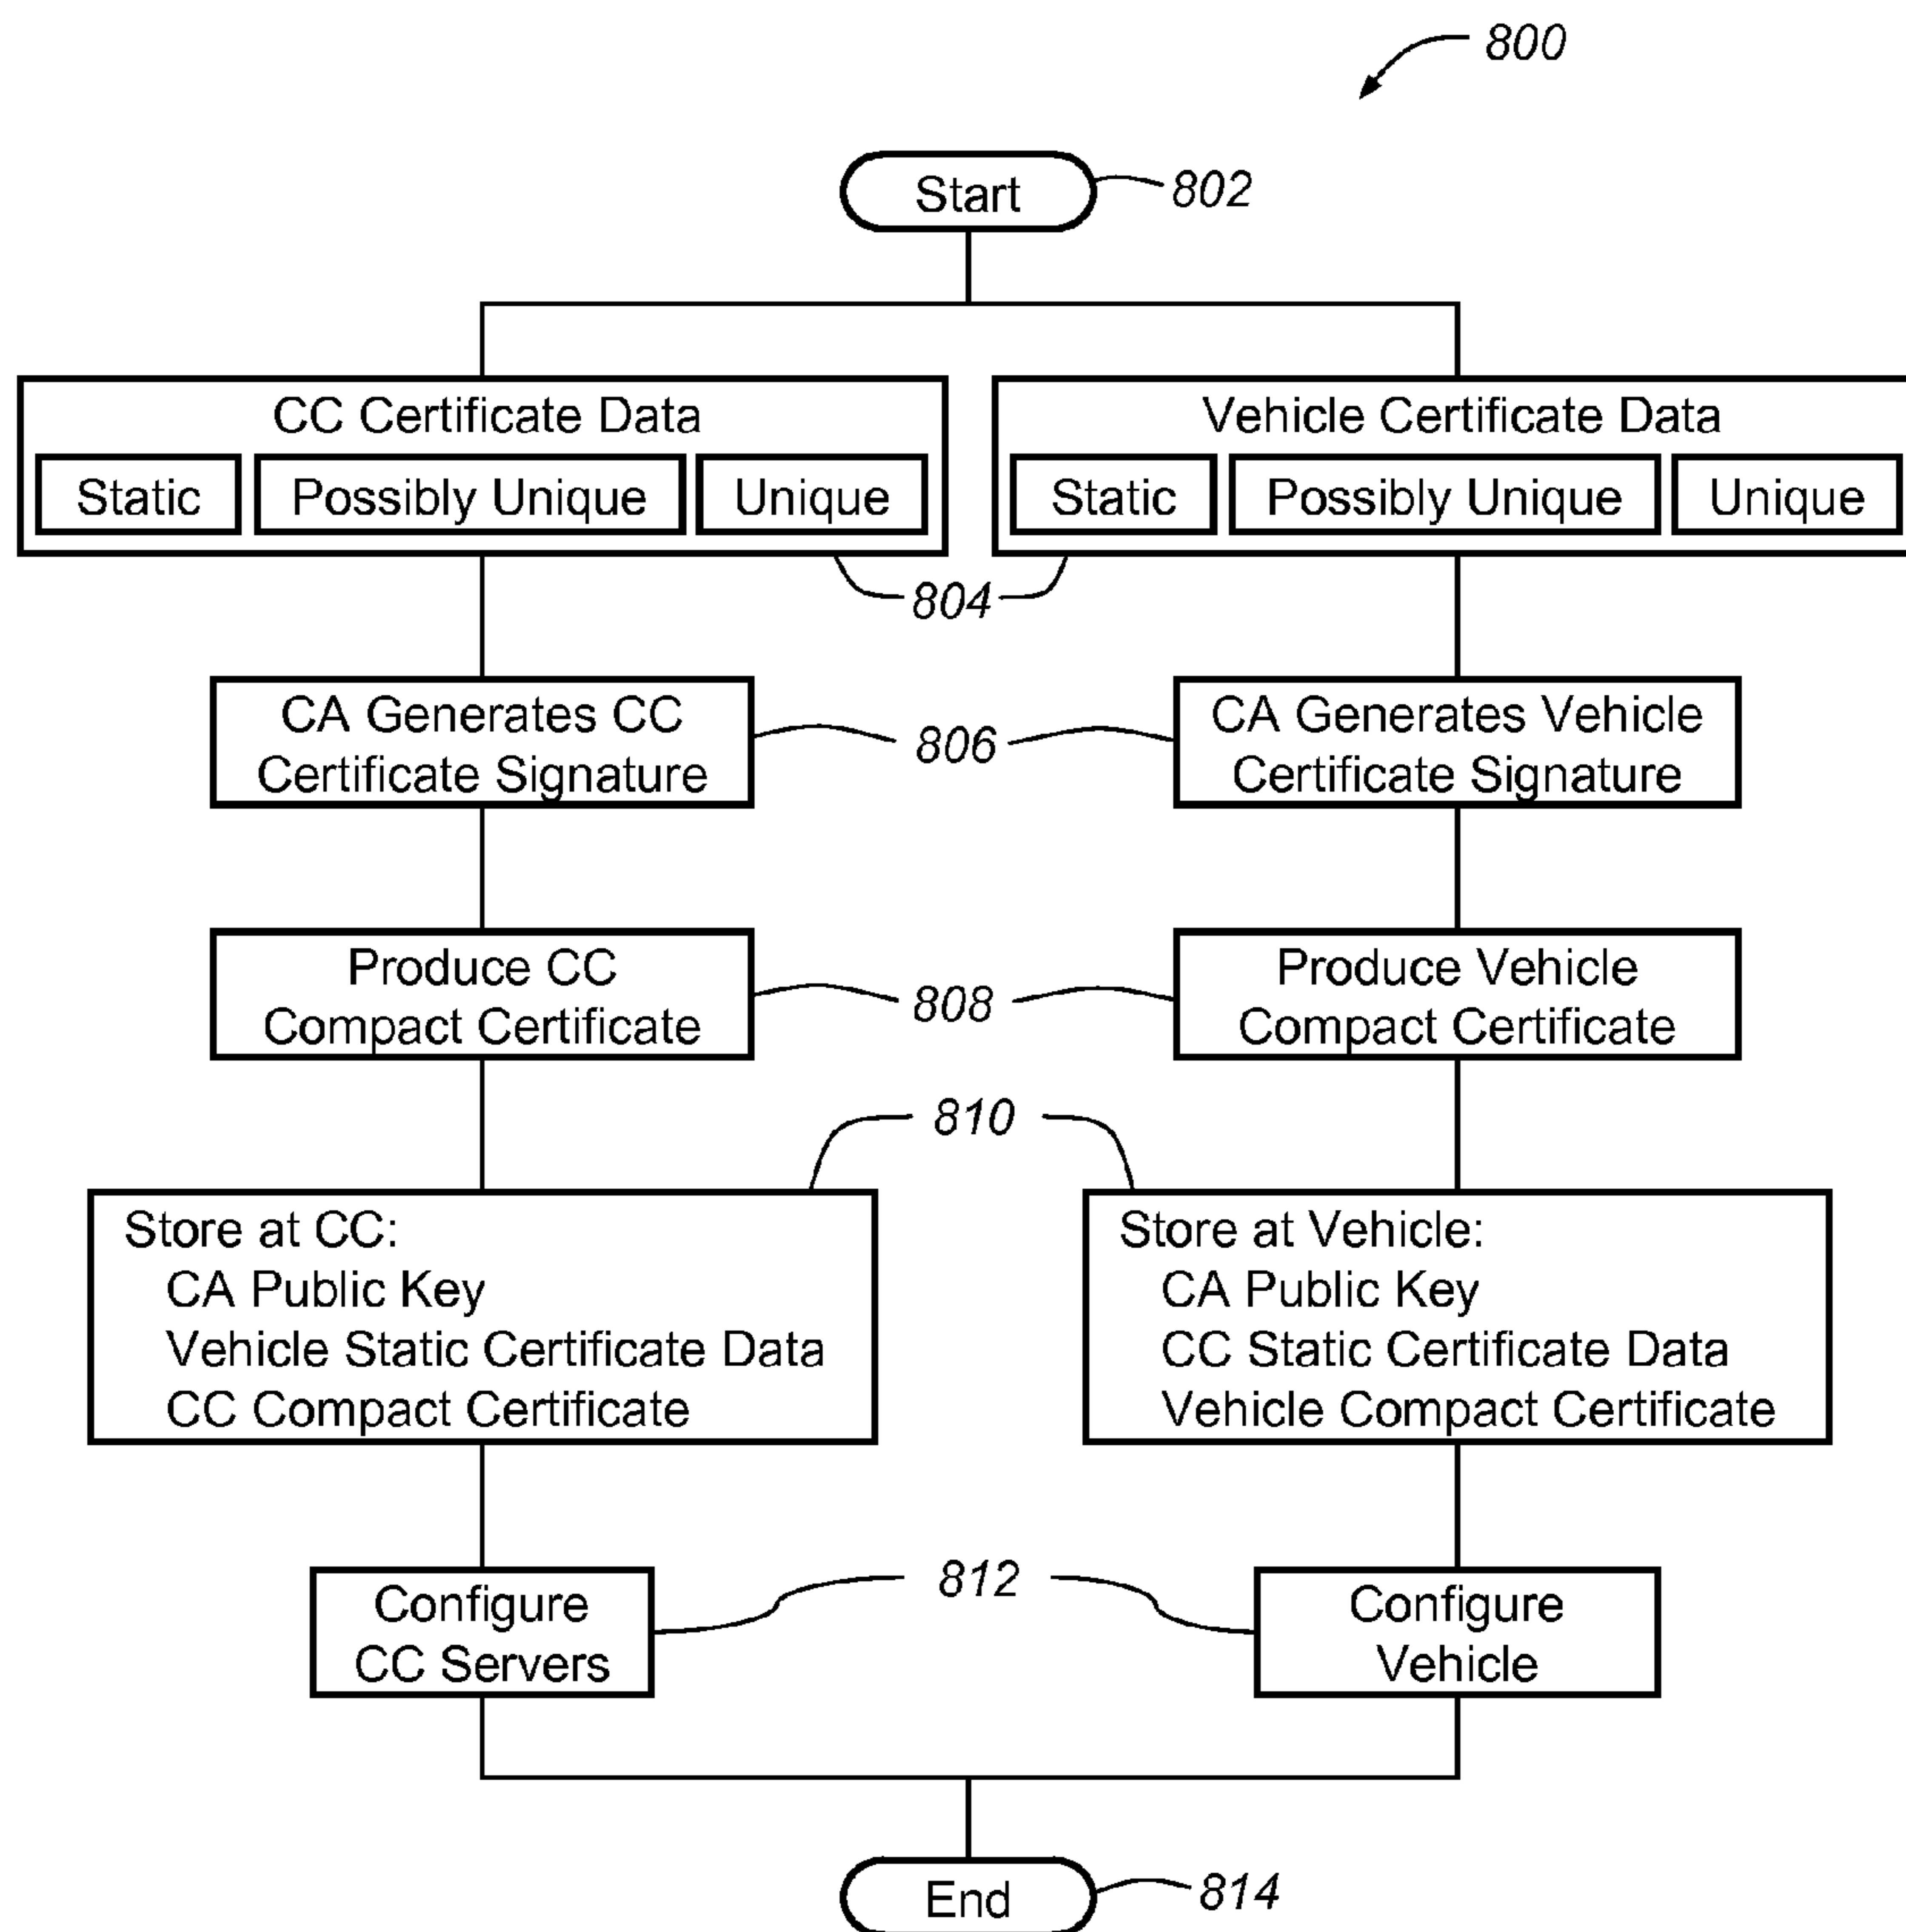 800
Start
802
CC Certificate Data
Static
Possibly Unique
Unique
Vehicle Certificate Data
Static
Possibly Unique
Unique
804
CA Generates CC
Certificate Signature
806
CA Generates Vehicle
Certificate Signature
Produce CC
Compact Certificate
808
Produce Vehicle
Compact Certificate
810
Store at CC:
CA Public Key
Vehicle Static Certificate Data
CC Compact Certificate
Store at Vehicle:
CA Public Key
CC Static Certificate Data
Vehicle Compact Certificate
812
Configure
CC Servers
Configure
Vehicle
End
814